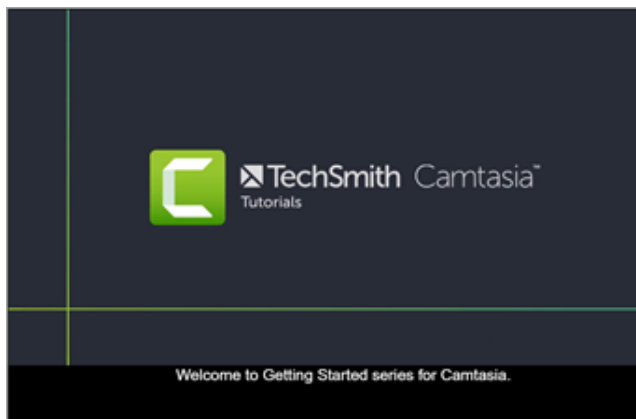 TechSmith Camtasia™
Tutorials
Welcome to Getting Started series for Camtasia.